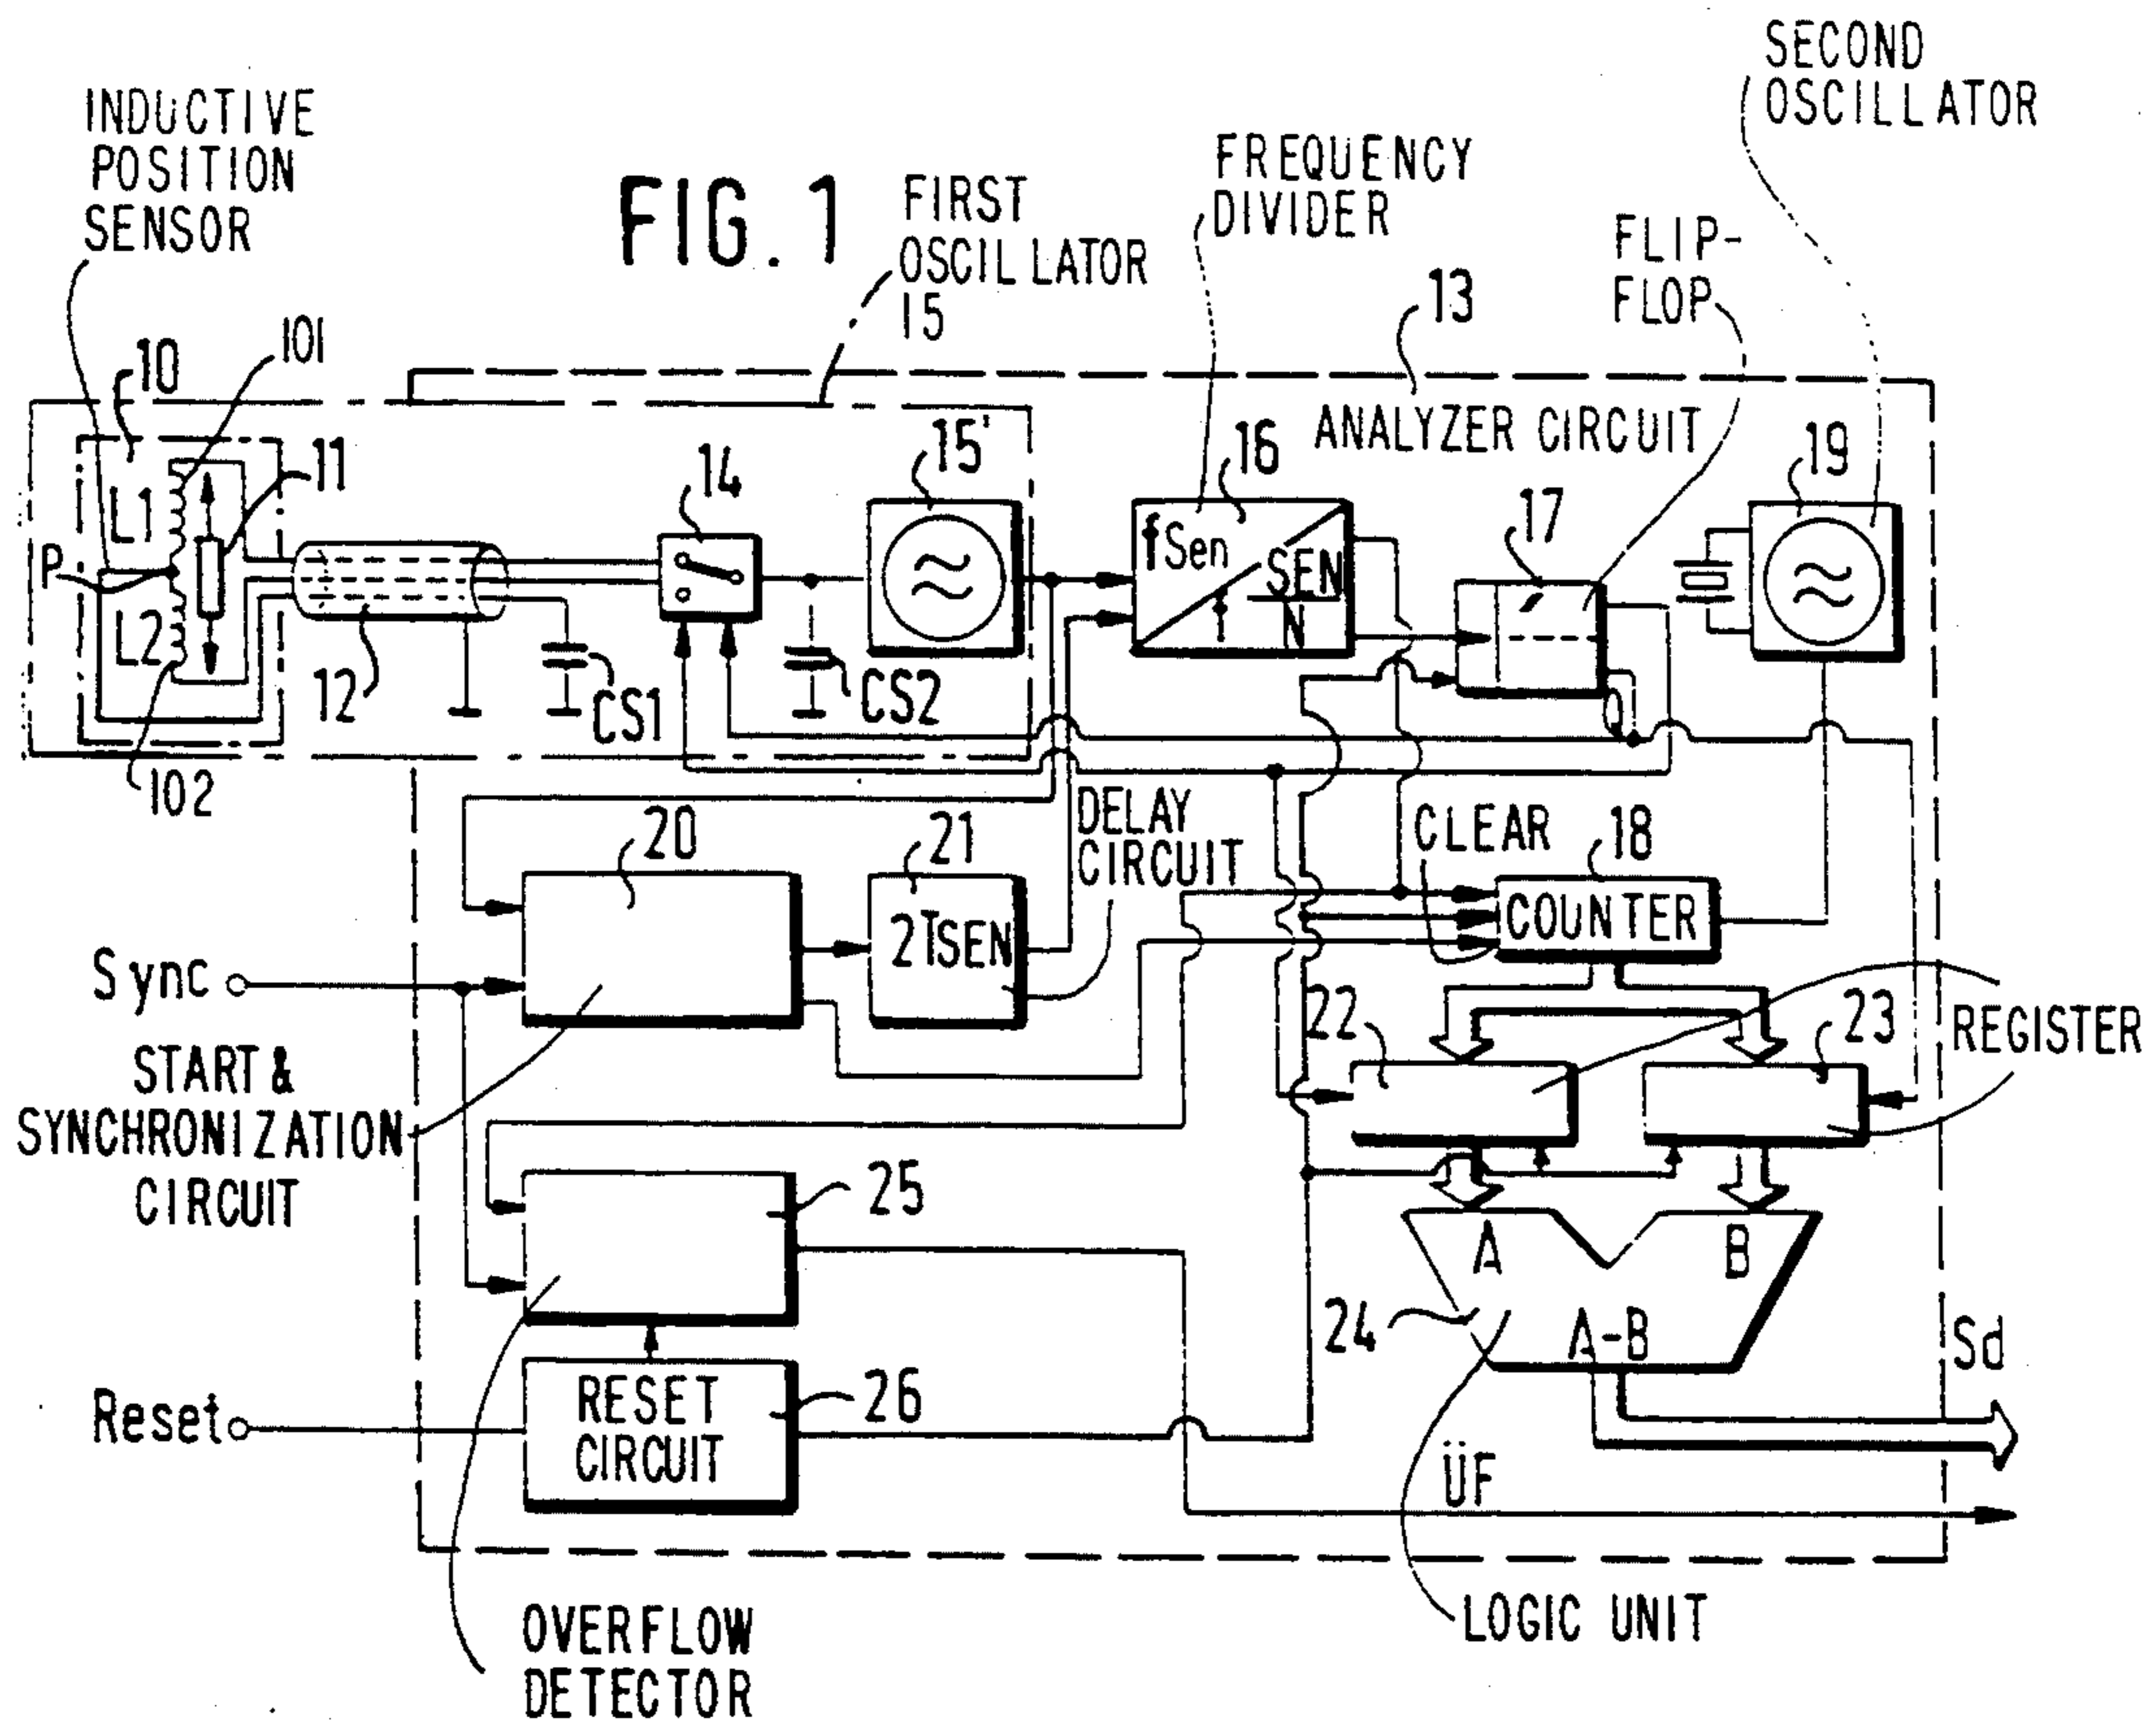 FIG. 1
INDUCTIVE
POSITION
SENSOR
FIRST
OSCILLATOR
15
FREQUENCY
DIVIDER
SECOND
OSCILLATOR
FLIP-
FLOP
13
ANALYZER CIRCUIT
10
101
11
L1
P
L2
102
12
CS1
14
CS2
15'
16
fSen
f SEN
N
17
19
20
21
2TSEN
DELAY
CIRCUIT
CLEAR
18
COUNTER
Sync
START &
SYNCHRONIZATION
CIRCUIT
22
23
REGISTER
25
A
B
A-B
24
Sd
Reset
RESET
CIRCUIT
26
ÜF
OVERFLOW
DETECTOR
LOGIC UNIT